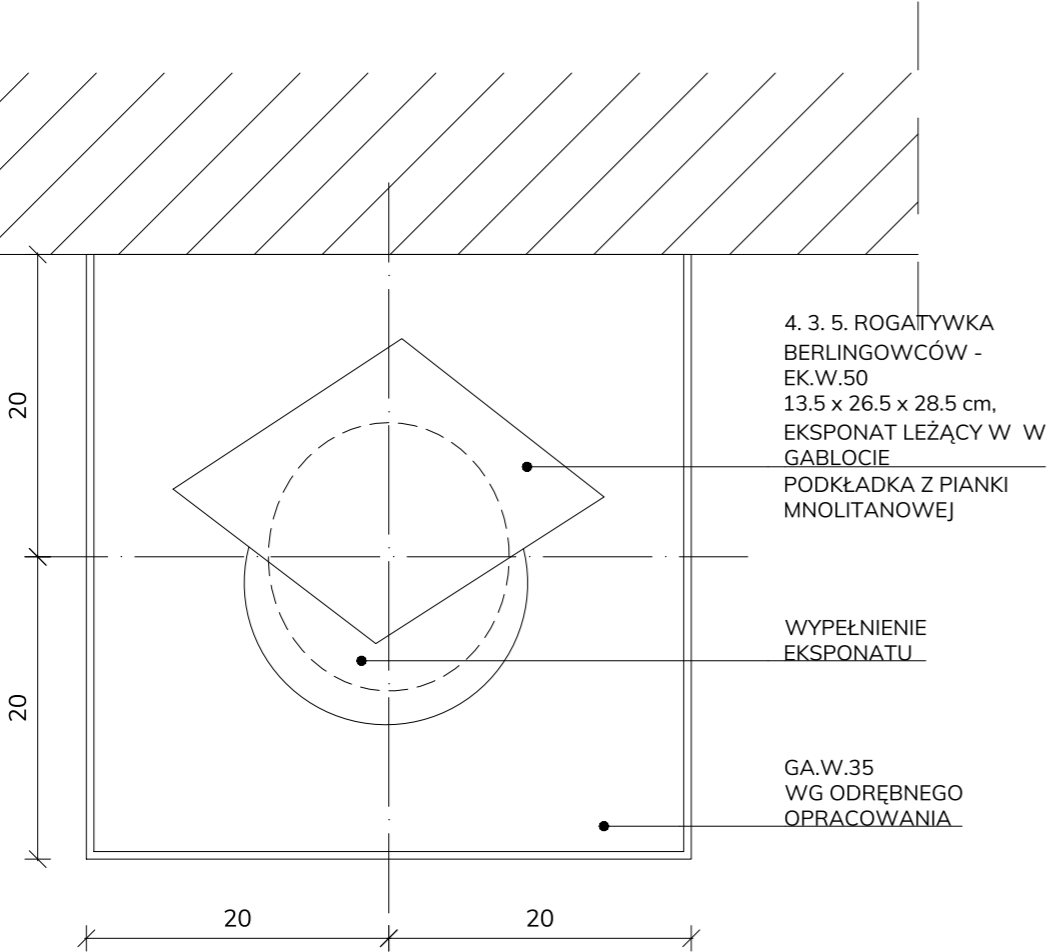 4. 3. 5. ROGATYWKA
BERLINGOWCÓW -
EK.W.50
13.5 x 26.5 x 28.5 cm,
EKSPONAT LEŻĄCY W W
GABLOCIE
PODKŁADKA Z PIANKI
MNOLITANOWEJ
20
WYPEŁNIENIE
EKSPONATU
20
GA.W.35
WG ODRĘBNEGO
OPRACOWANIA
20 20